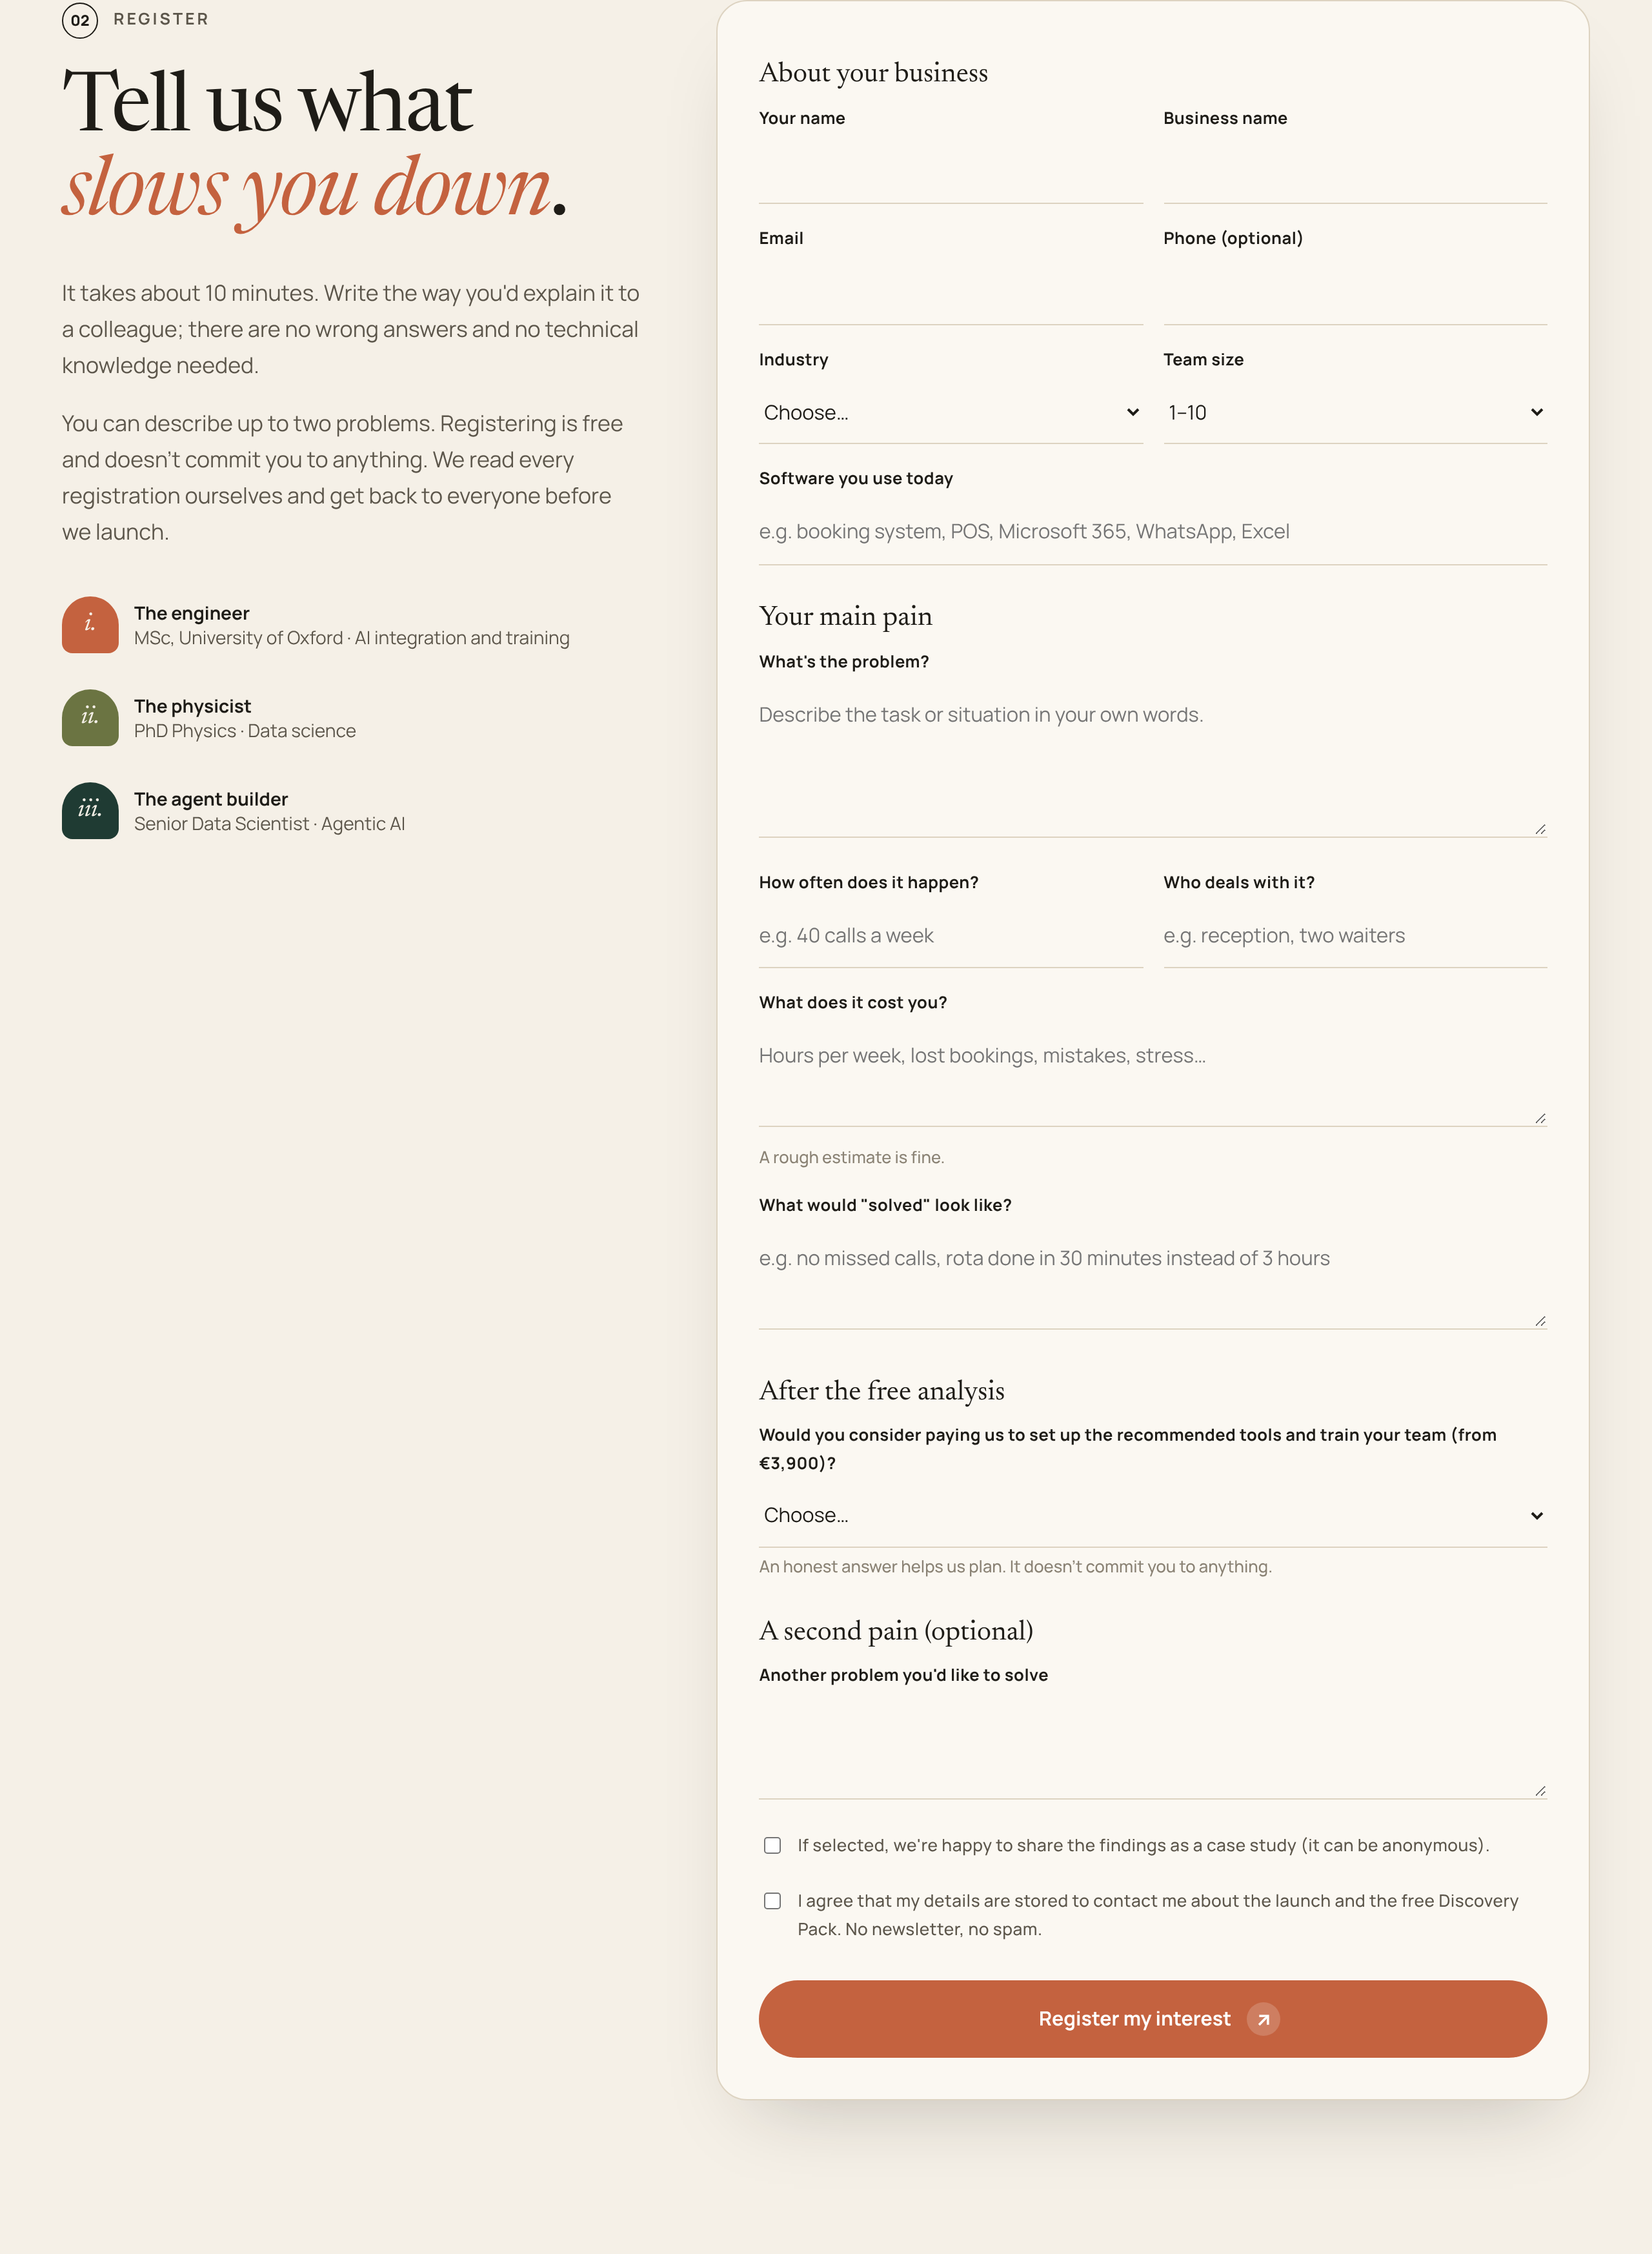 02 REGISTER
Tell us what
slows you down.
It takes about 10 minutes. Write the way you'd explain it to
a colleague; there are no wrong answers and no technical
knowledge needed.
You can describe up to two problems. Registering is free
and doesn't commit you to anything. We read every
registration ourselves and get back to everyone before
we launch.
i.
The engineer
MSc, University of Oxford · AI integration and training
ii.
The physicist
PhD Physics · Data science
iii.
The agent builder
Senior Data Scientist · Agentic AI
About your business
Your name
Business name
Email
Phone (optional)
Industry
Choose...
Team size
1–10
Software you use today
e.g. booking system, POS, Microsoft 365, WhatsApp, Excel
Your main pain
What's the problem?
Describe the task or situation in your own words.
How often does it happen?
e.g. 40 calls a week
Who deals with it?
e.g. reception, two waiters
What does it cost you?
Hours per week, lost bookings, mistakes, stress...
A rough estimate is fine.
What would "solved" look like?
e.g. no missed calls, rota done in 30 minutes instead of 3 hours
After the free analysis
Would you consider paying us to set up the recommended tools and train your team (from
€3,900)?
Choose...
An honest answer helps us plan. It doesn't commit you to anything.
A second pain (optional)
Another problem you'd like to solve
If selected, we're happy to share the findings as a case study (it can be anonymous).
I agree that my details are stored to contact me about the launch and the free Discovery
Pack. No newsletter, no spam.
Register my interest